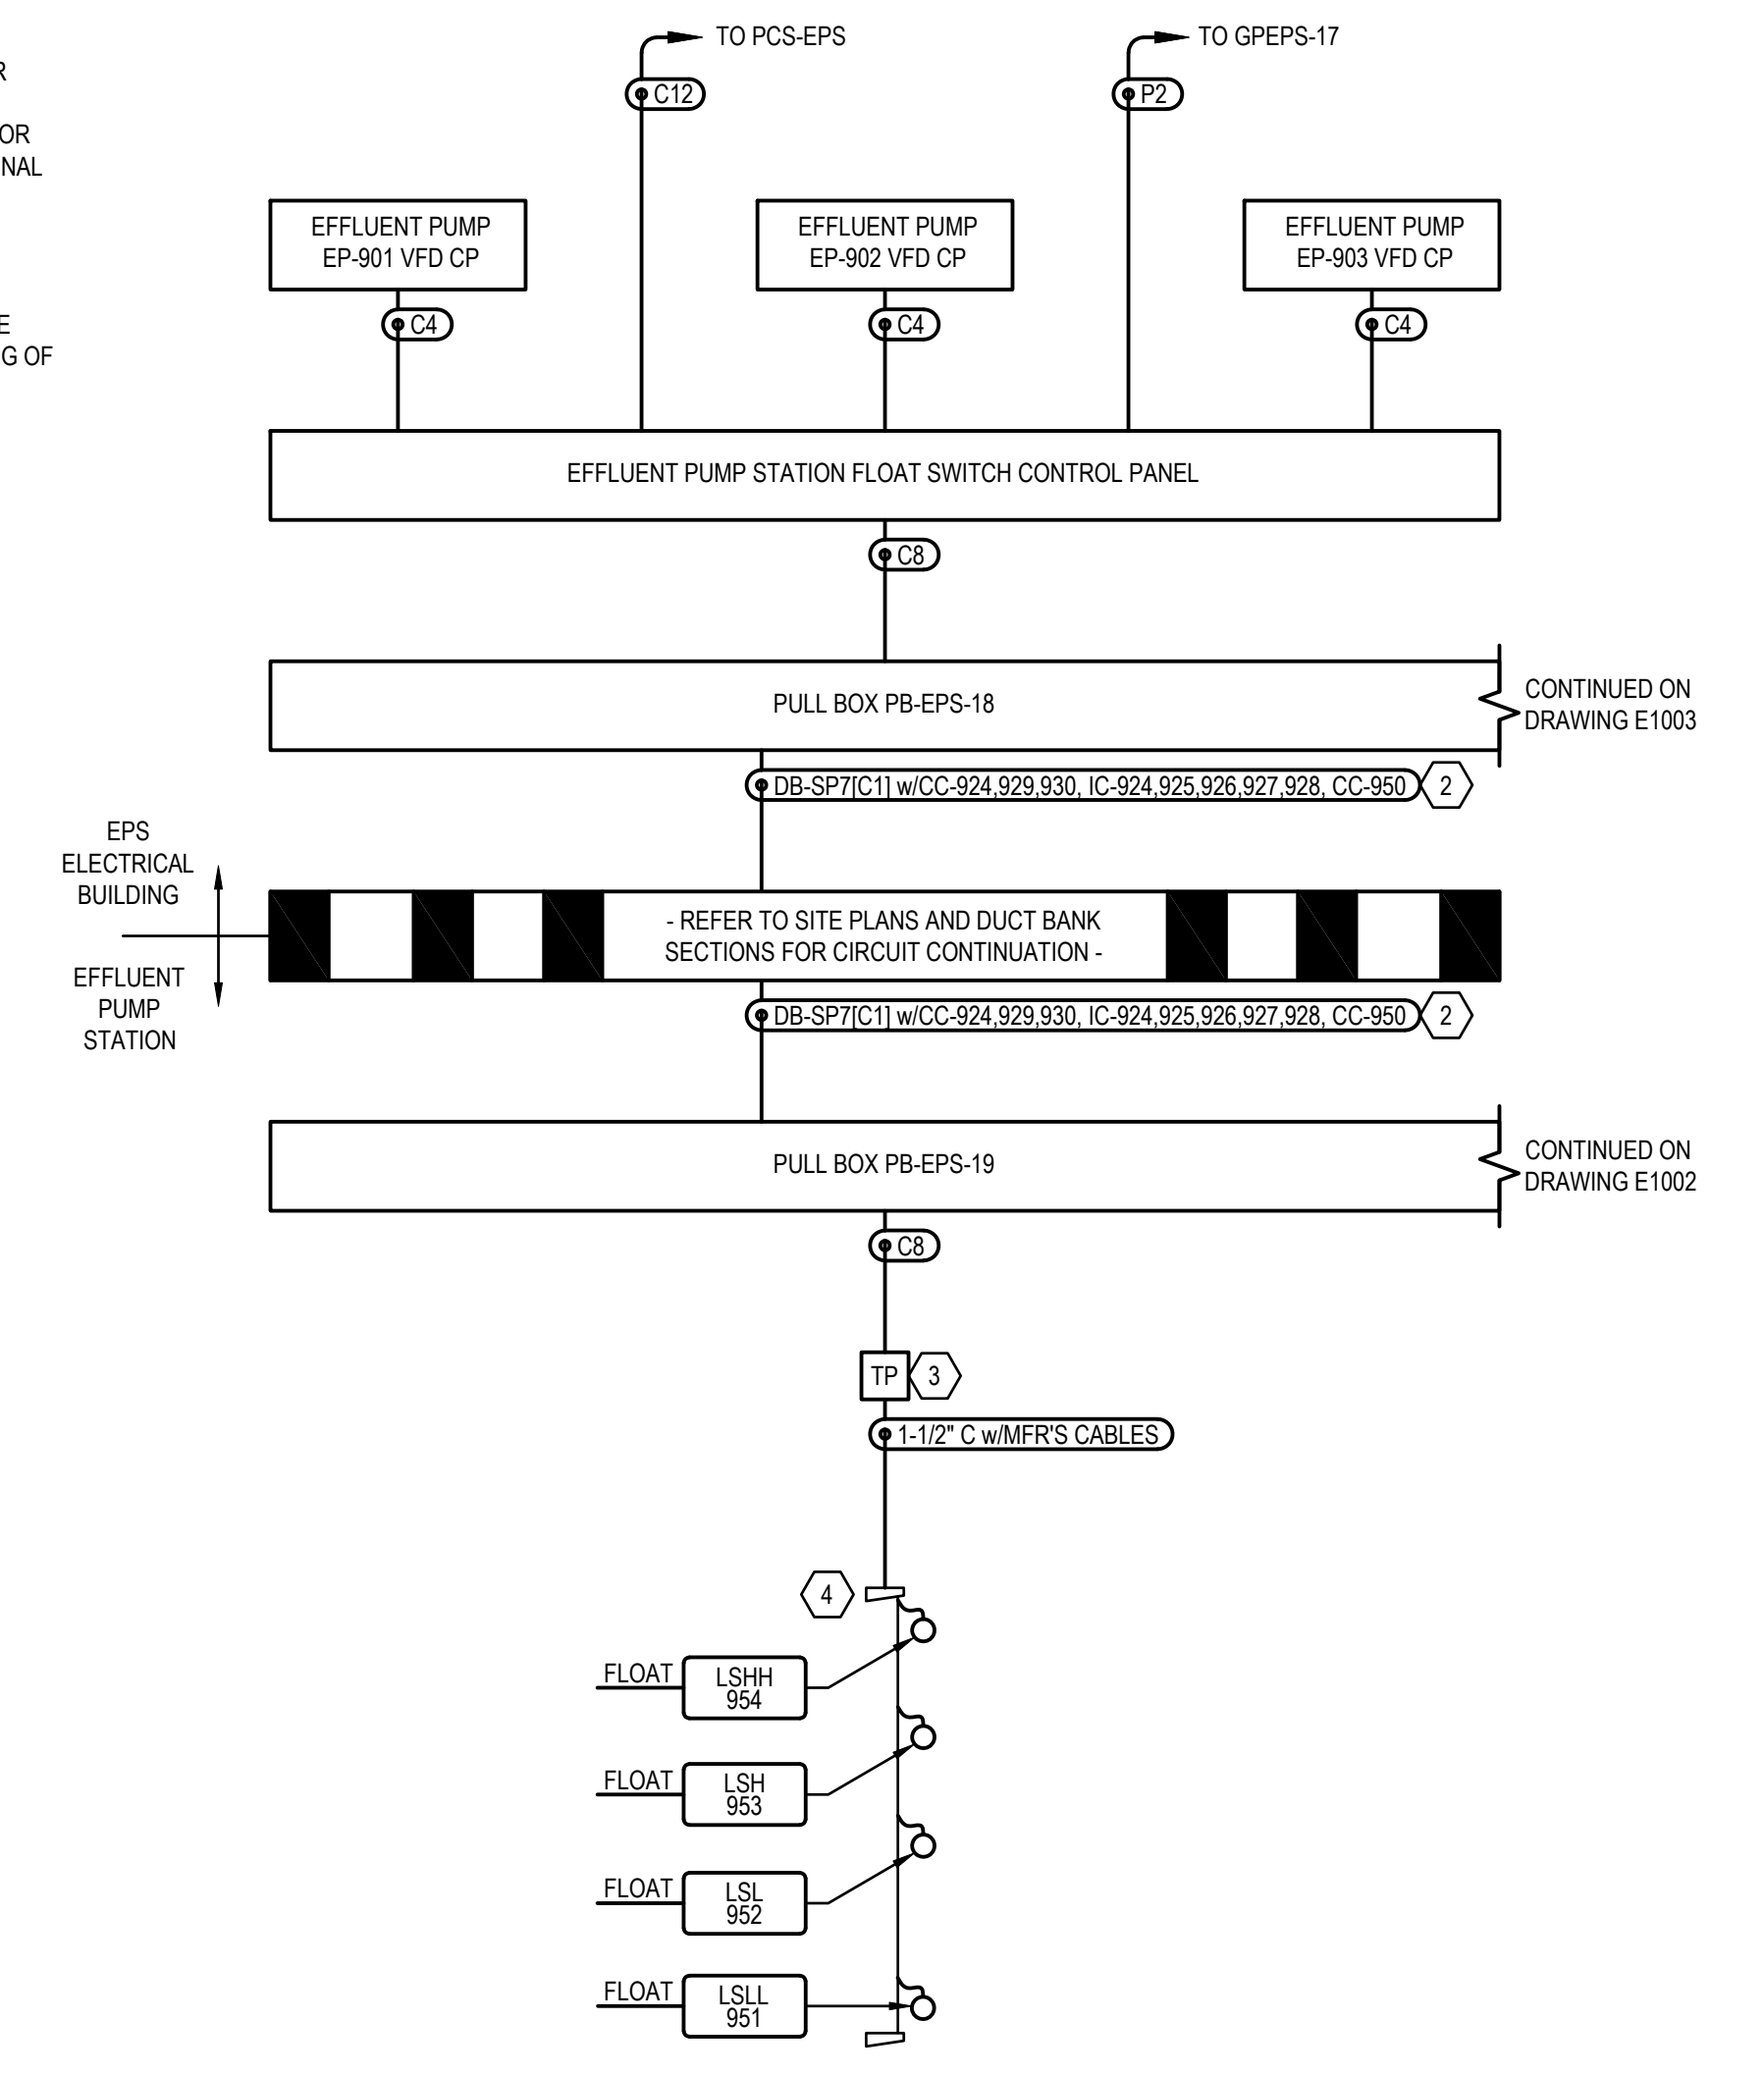 TO PCS-EPS
TO GPEPS-17
R
C12
P2
OR
NAL
EFFLUENT PUMP
EP-901 VFD CP
EFFLUENT PUMP
EP-902 VFD CP
EFFLUENT PUMP
EP-903 VFD CP
E
G OF
C4
C4
C4
EFFLUENT PUMP STATION FLOAT SWITCH CONTROL PANEL
C8
PULL BOX PB-EPS-18
CONTINUED ON
DRAWING E1003
DB-SP7[C1] w/CC-924,929,930, IC-924,925,926,927,928, CC-950
2
EPS
ELECTRICAL
BUILDING
- REFER TO SITE PLANS AND DUCT BANK
SECTIONS FOR CIRCUIT CONTINUATION -
EFFLUENT
PUMP
STATION
DB-SP7[C1] w/CC-924,929,930, IC-924,925,926,927,928, CC-950
2
PULL BOX PB-EPS-19
CONTINUED ON
DRAWING E1002
C8
TP
3
1-1/2" C w/MFR'S CABLES
4
FLOAT
LSHH
954
FLOAT
LSH
953
FLOAT
LSL
952
FLOAT
LSLL
951